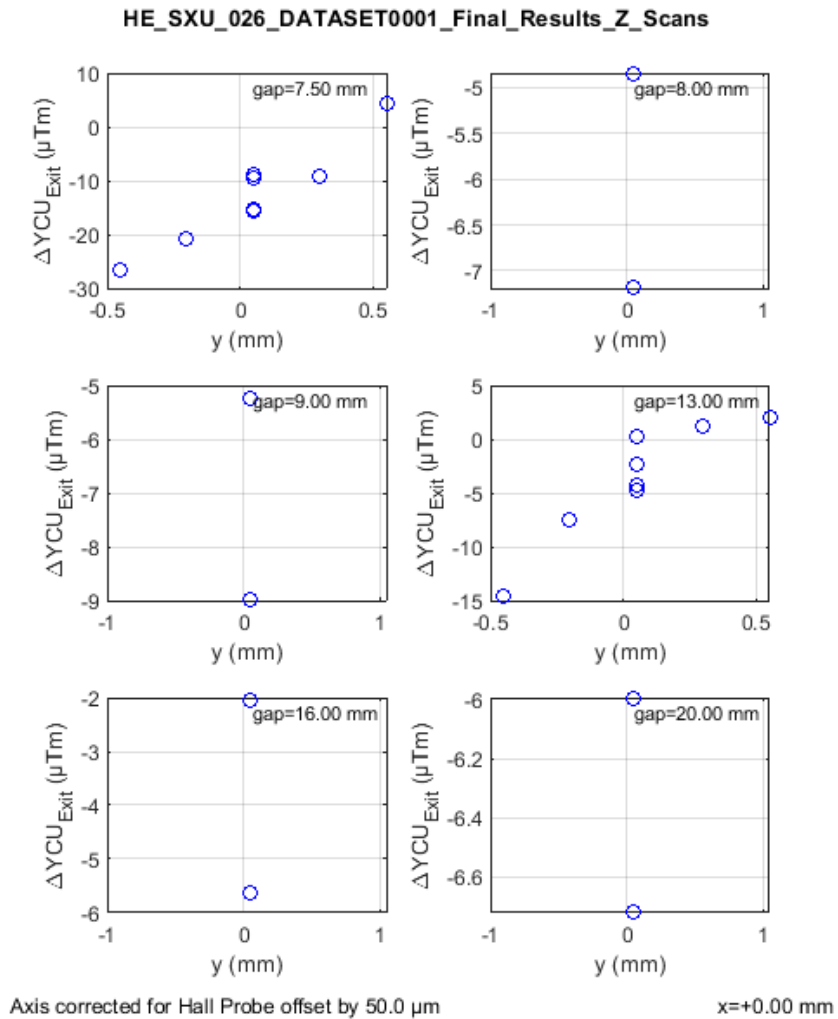 HE_SXU_026_DATASET0001_Final_Results_Z_Scans
gap=7.50 mm
10
0
-10
-20
-30
ΔYCU_Exit (µTm)
-0.5
0
0.5
y (mm)
gap=8.00 mm
-5
-5.5
-6
-6.5
-7
ΔYCU_Exit (µTm)
-1
0
1
y (mm)
gap=9.00 mm
-5
-6
-7
-8
-9
ΔYCU_Exit (µTm)
-1
0
1
y (mm)
gap=13.00 mm
5
0
-5
-10
-15
ΔYCU_Exit (µTm)
-0.5
0
0.5
y (mm)
gap=16.00 mm
-2
-3
-4
-5
-6
ΔYCU_Exit (µTm)
-1
0
1
y (mm)
gap=20.00 mm
-6
-6.2
-6.4
-6.6
ΔYCU_Exit (µTm)
-1
0
1
y (mm)
Axis corrected for Hall Probe offset by 50.0 µm
x=+0.00 mm